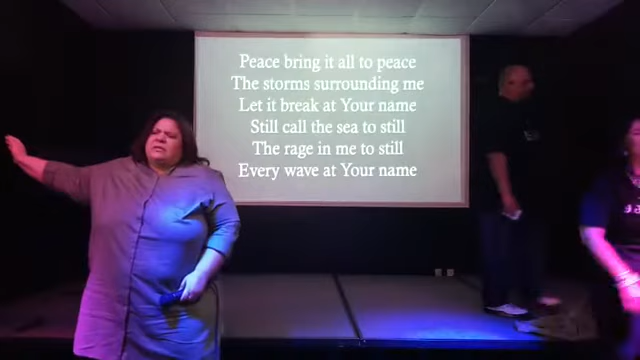 Peace bring it all to peace
The storms surrounding me
Let it break at Your name
Still call the sea to still
The rage in me to still
Every wave at Your name